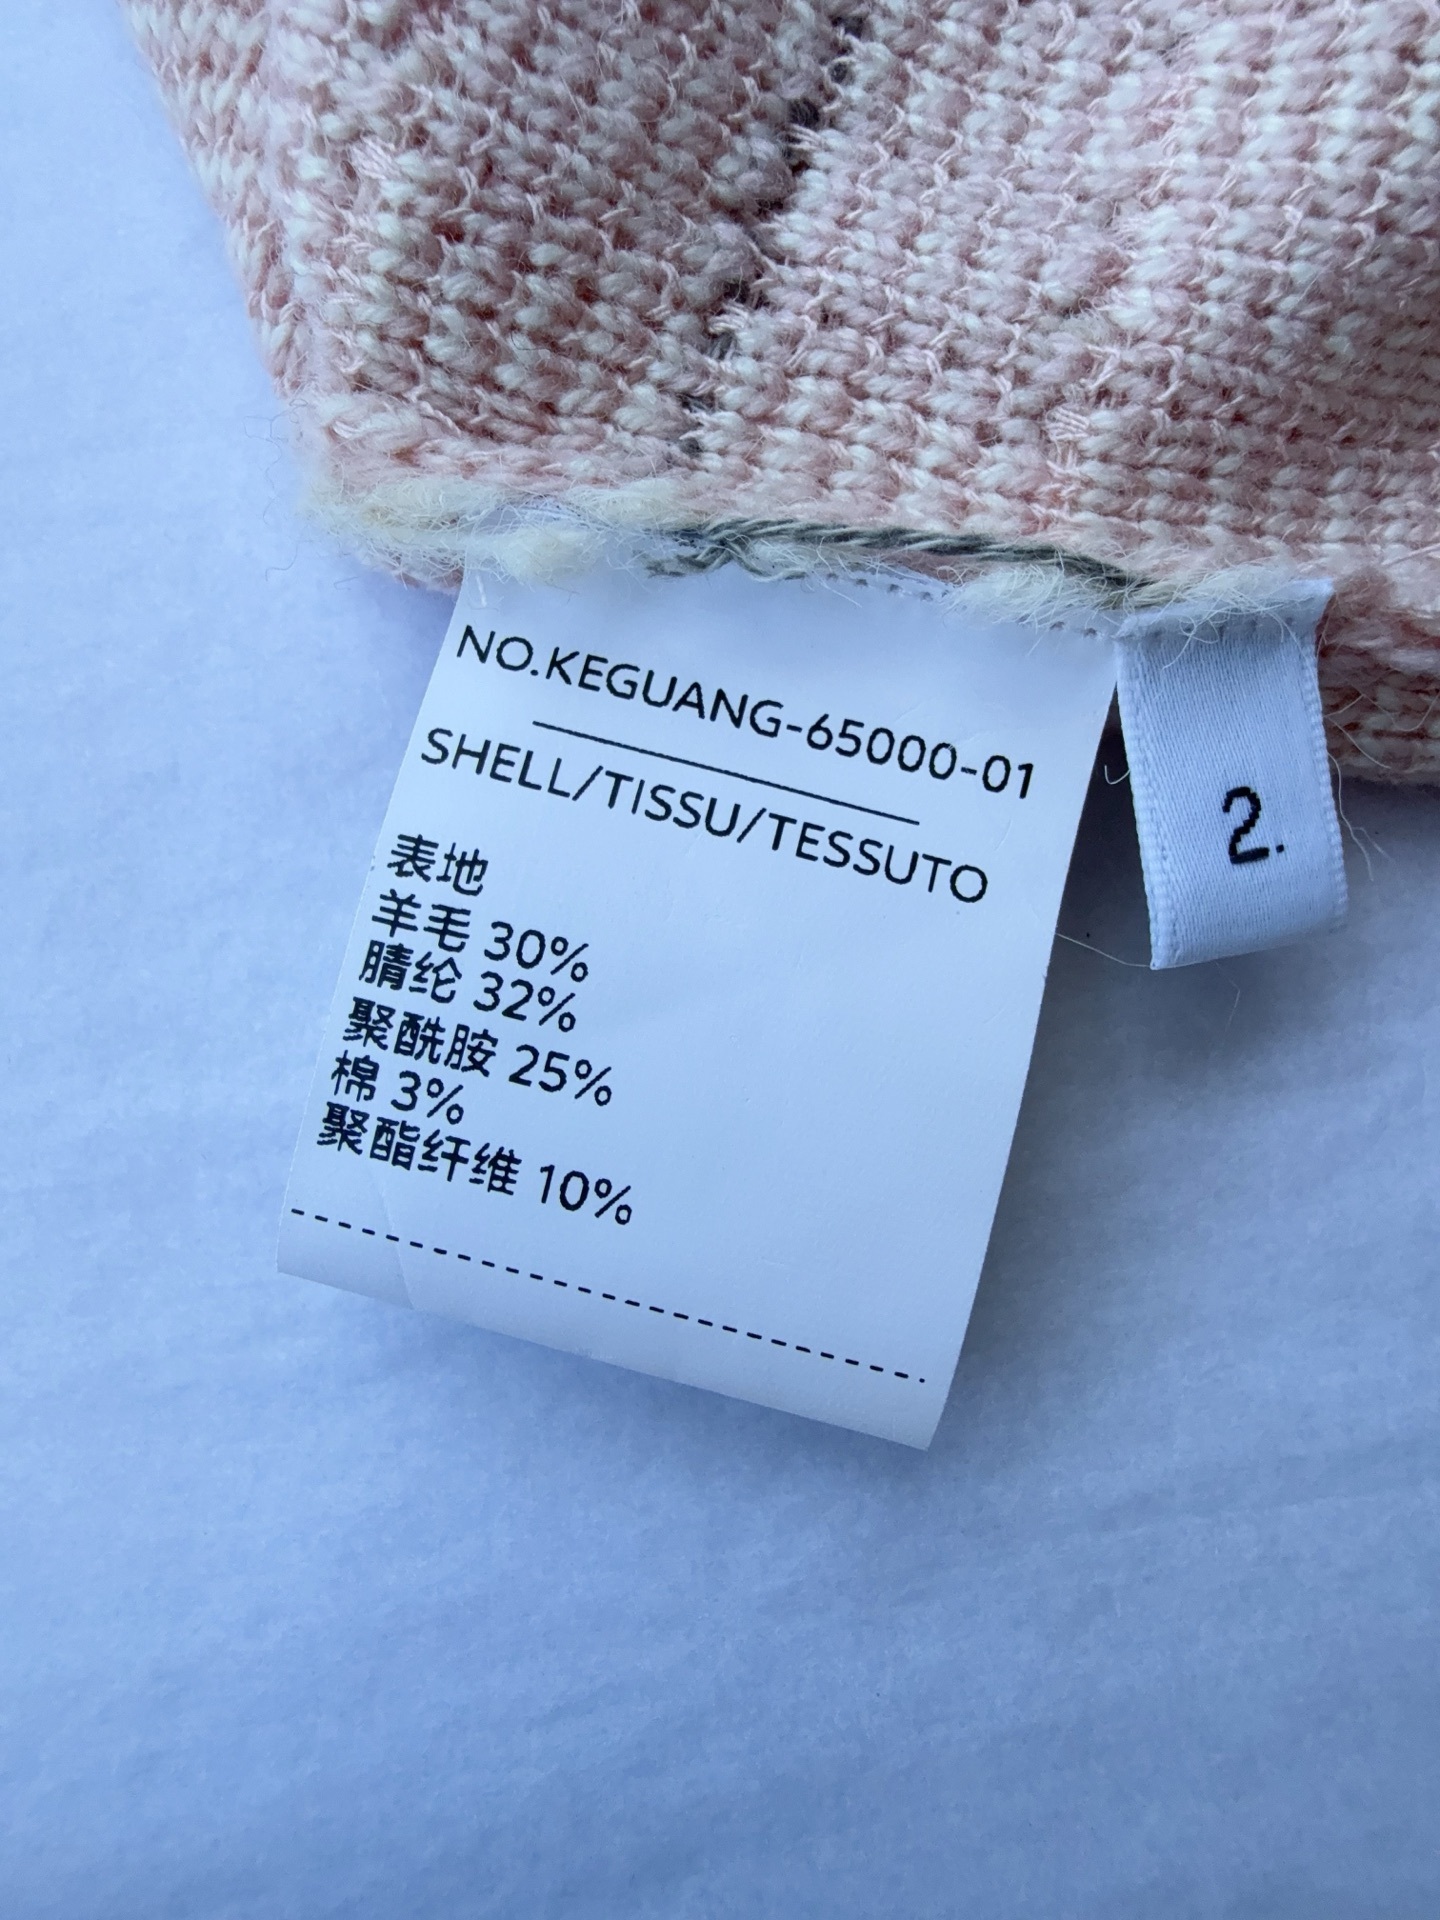 NO.KEGUANG-65000-01
SHELL/TISSU/TESSUTO
表地
羊毛 30%
腈纶 32%
聚酰胺 25%
棉 3%
聚酯纤维 10%
2.